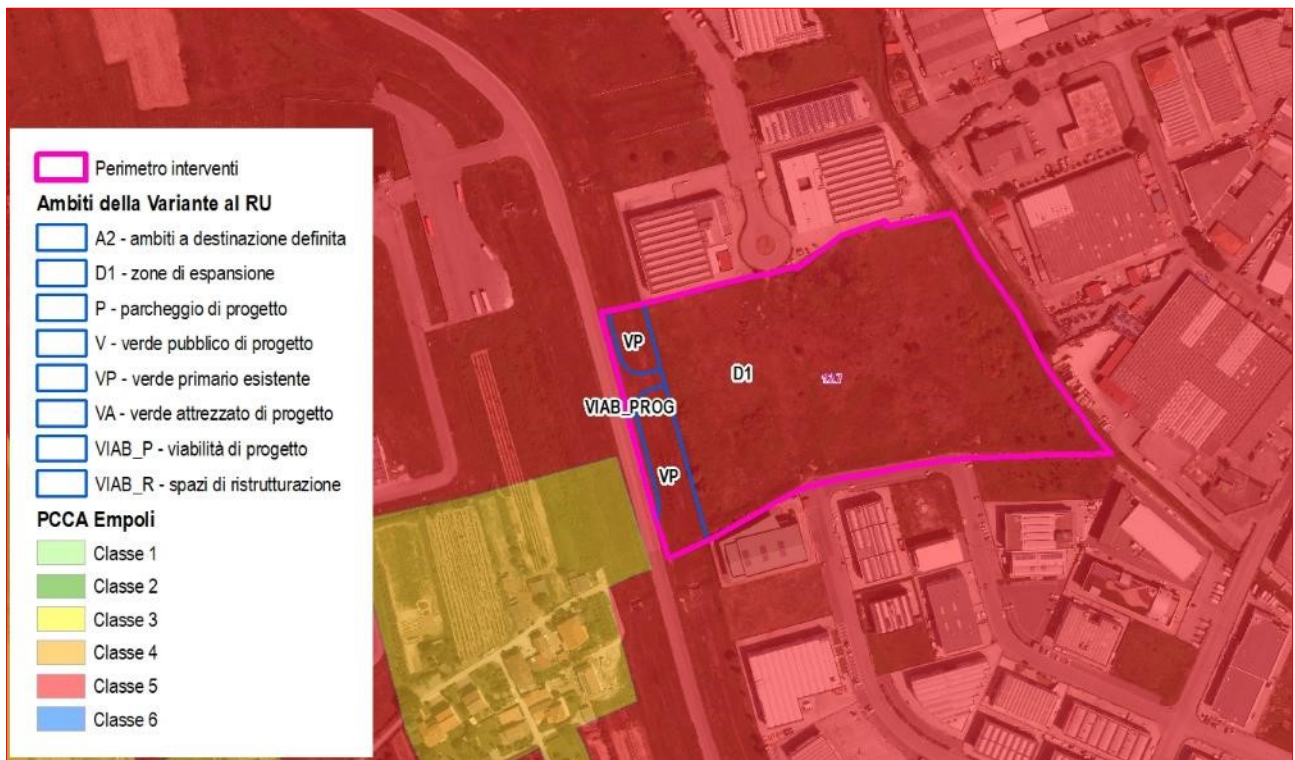 Perimetro interventi
Ambiti della Variante al RU
A2 - ambiti a destinazione definita
D1 - zone di espansione
P - parcheggio di progetto
V - verde pubblico di progetto
VP - verde primario esistente
VA - verde attrezzato di progetto
VIAB_P - viabilità di progetto
VIAB_R - spazi di ristrutturazione
PCCA Empoli
Classe 1
Classe 2
Classe 3
Classe 4
Classe 5
Classe 6
VP
D1
VIAB_PROG
VP